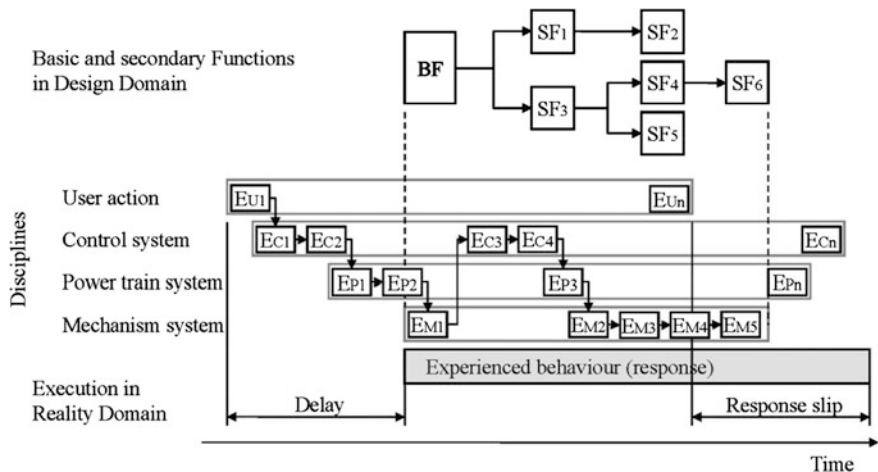 Basic and secondary Functions
in Design Domain
BF
SF1
SF2
SF3
SF4
SF6
SF5
Disciplines
User action
EU1
EUn
Control system
EC1
EC2
EC3
EC4
ECn
Power train system
EP1
EP2
EP3
EPn
Mechanism system
EM1
EM2
EM3
EM4
EM5
Experienced behaviour (response)
Execution in
Reality Domain
Delay
Response slip
Time